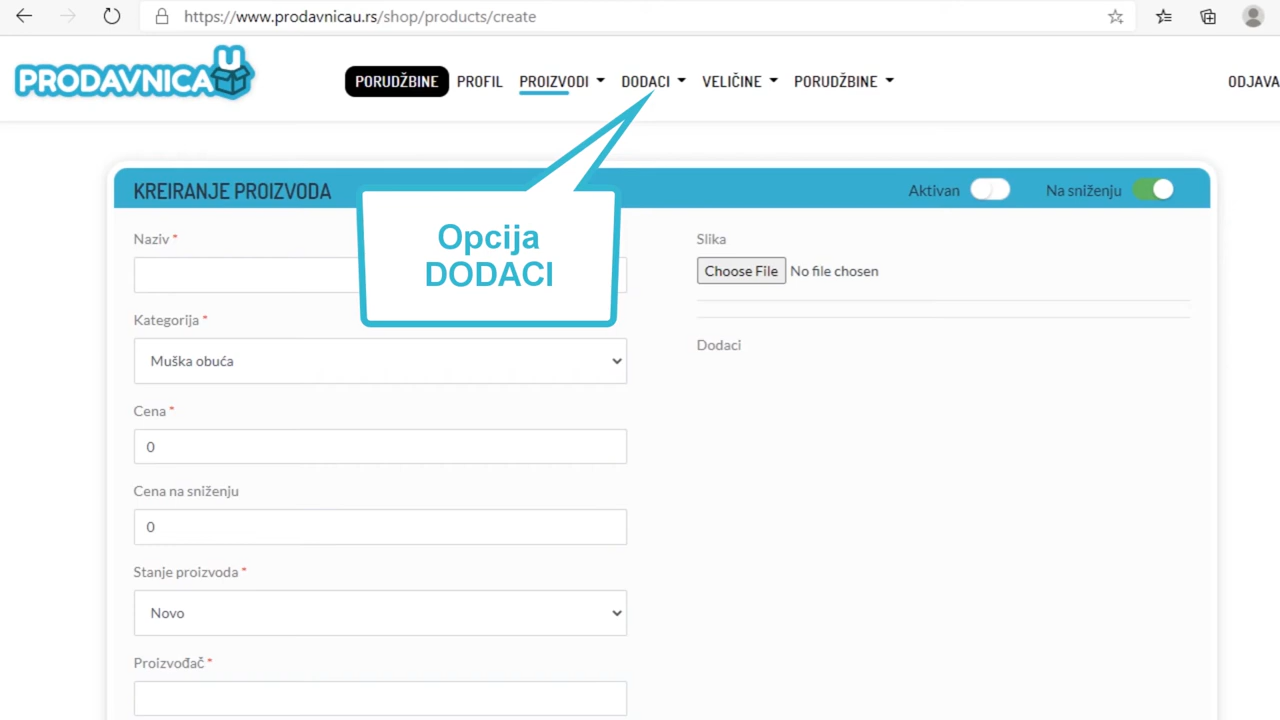 https://www.prodavnicau.rs/shop/products/create
PRODAVNICA U
PORUDŽBINE PROFIL PROIZVODI DODACI VELIČINE PORUDŽBINE ODJAVA
KREIRANJE PROIZVODA Aktivan Na sniženju
Opcija
DODACI
Naziv *
Slika
Choose File No file chosen
Kategorija *
Muška obuća
Dodaci
Cena *
0
Cena na sniženju
0
Stanje proizvoda *
Novo
Proizvođač *